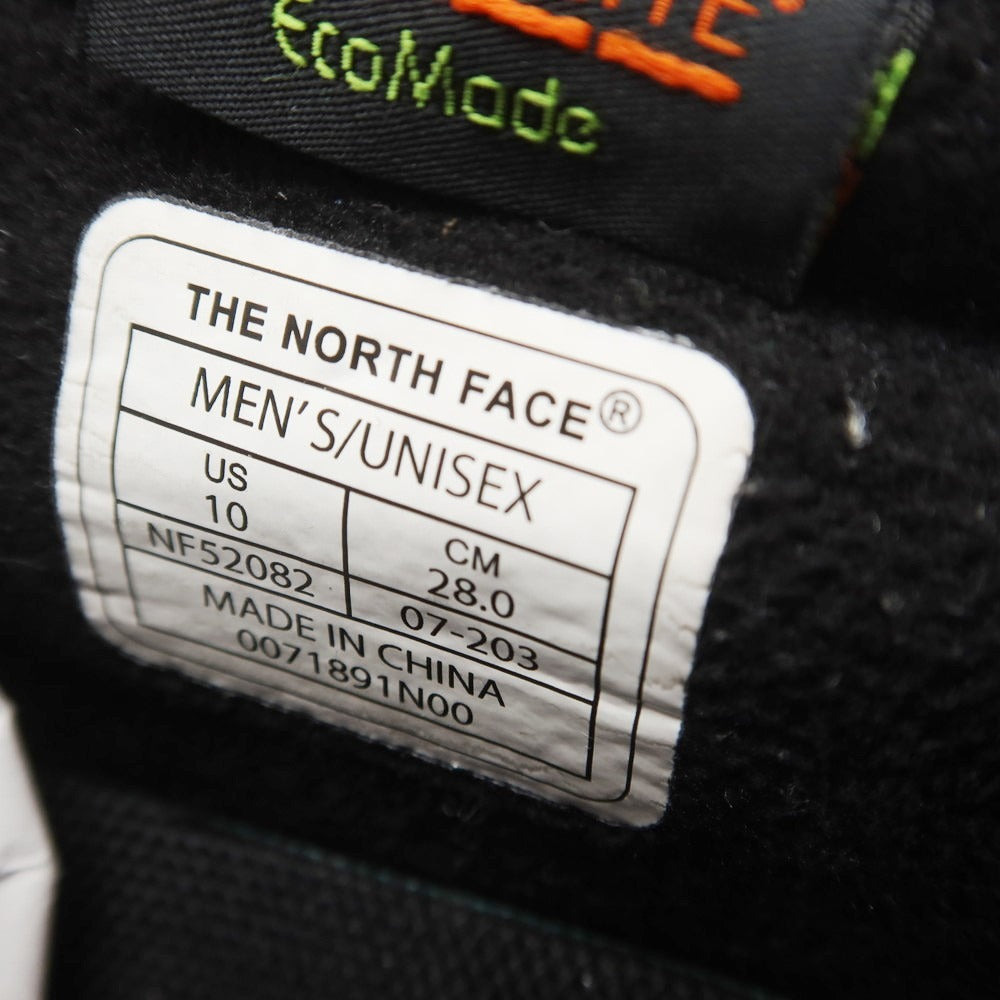 EcoMade
THE NORTH FACE®
MEN'S/UNISEX
US CM
10 28.0
NF52082 07-203
MADE IN CHINA
0071891N00